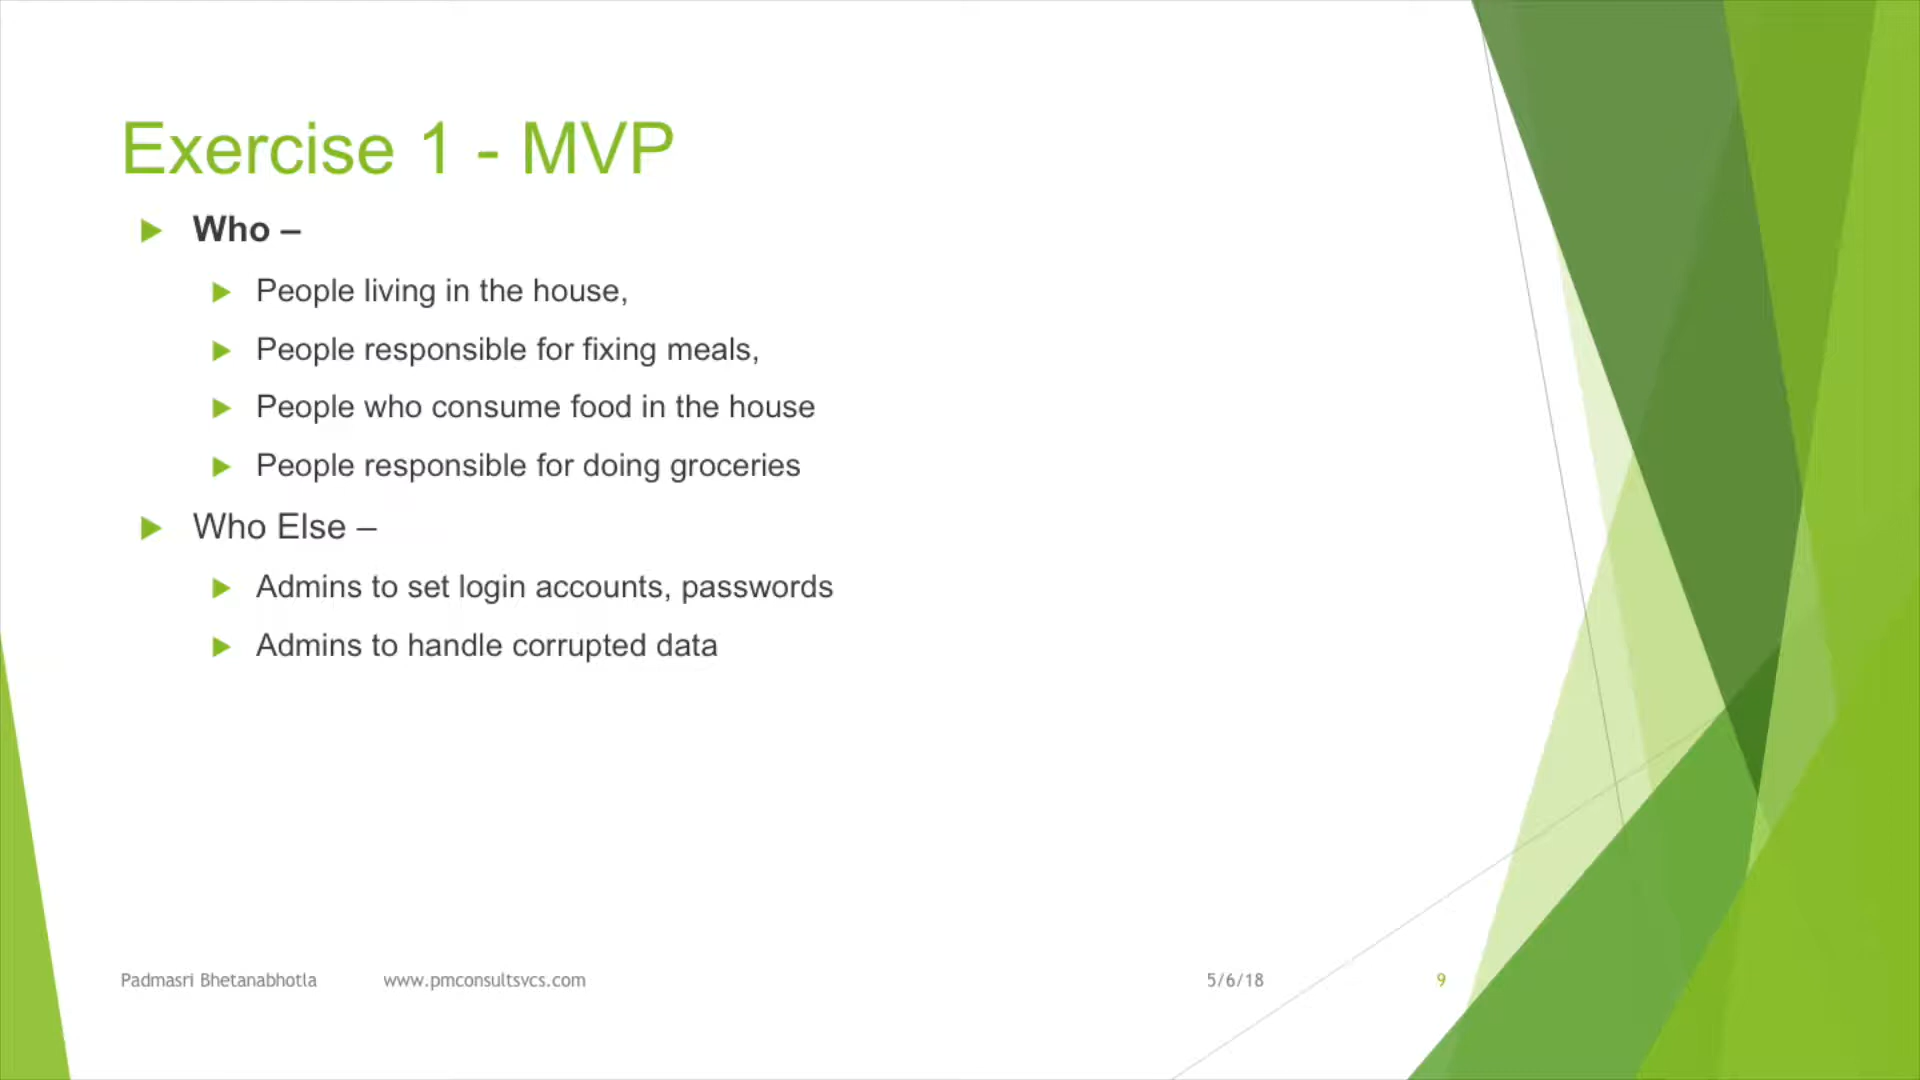 Exercise 1 - MVP
Who –
People living in the house,
People responsible for fixing meals,
People who consume food in the house
People responsible for doing groceries
Who Else –
Admins to set login accounts, passwords
Admins to handle corrupted data
Padmasri Bhetanabhotla www.pmconsultsvcs.com 5/6/18 9